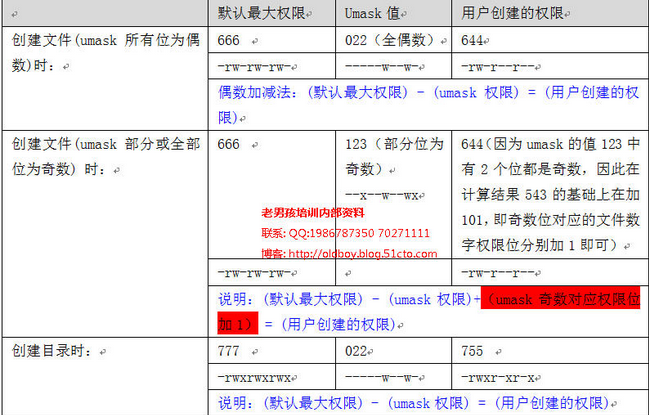 默认最大权限 Umask 值 用户创建的权限
创建文件(umask 所有位为偶 666 022（全偶数） 644
数)时：
-rw-rw-rw- -----w--w- -rw-r--r--
偶数加减法：(默认最大权限) - (umask 权限) = (用户创建的权
限)
创建文件(umask 部分或全部 666 123（部分位为 644(因为 umask 的值 123 中
位为奇数) 时： 奇数） 有 2 个位都是奇数，因此在
--x--w--wx 计算结果 543 的基础上在加
101，即奇数位对应的文件数
字权限位分别加 1 即可）
老男孩培训内部资料
联系: QQ:1986787350 70271111
博客: http://oldboy.blog.51cto.com
-rw-rw-rw- -rw-r--r--
说明：(默认最大权限) - (umask 权限)+（umask 奇数对应权限位
加 1） = (用户创建的权限)
创建目录时： 777 022 755
-rwxrwxrwx -----w--w- -rwxr-xr-x
说明：(默认最大权限) - (umask 权限) = (用户创建的权限)